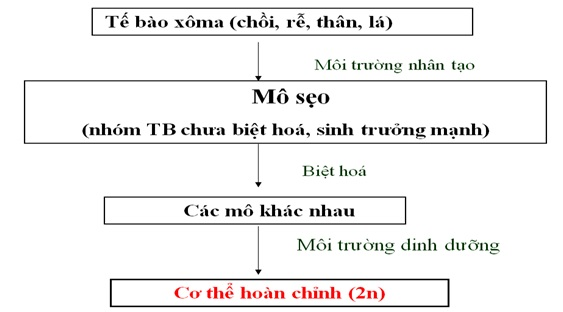 Tế bào xôma (chồi, rễ, thân, lá)
Môi trường nhân tạo
Mô sẹo
(nhóm TB chưa biệt hoá, sinh trưởng mạnh)
Biệt hoá
Các mô khác nhau
Môi trường dinh dưỡng
Cơ thể hoàn chỉnh (2n)